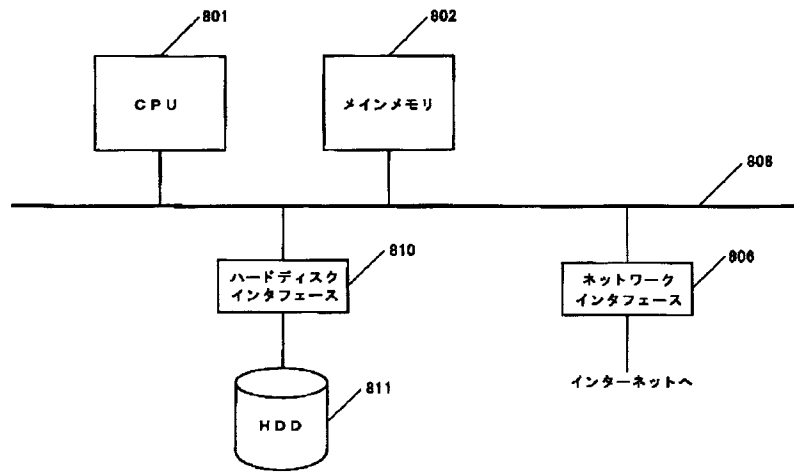 801
802
CPU
メインメモリ
808
810
806
ハードディスク
インタフェース
ネットワーク
インタフェース
811
HDD
インターネットへ